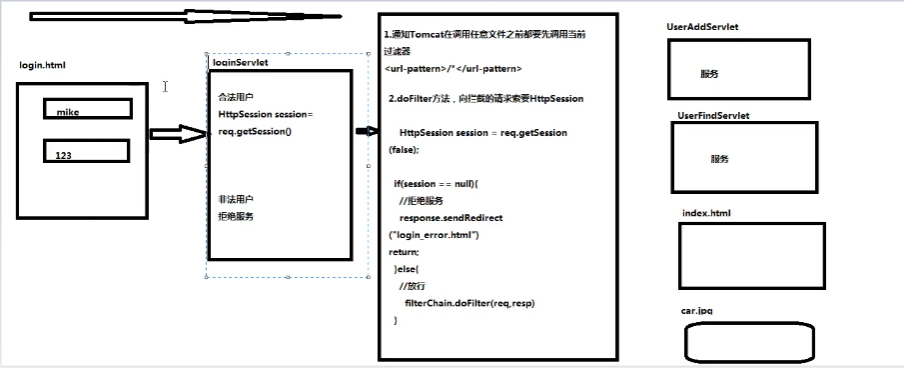 login.html
mike
123
loginServlet
合法用户
HttpSession session=
req.getSession()
非法用户
拒绝服务
1.通知Tomcat在调用任意文件之前都要先调用当前
过滤器
<url-pattern>/*</url-pattern>
2.doFilter方法，向拦截的请求索要HttpSession
HttpSession session = req.getSession
(false);
if(session == null){
//拒绝服务
response.sendRedirect
("login_error.html")
return;
}else{
//放行
filterChain.doFilter(req,resp)
}
UserAddServlet
服务
UserFindServlet
服务
index.html
car.jpg